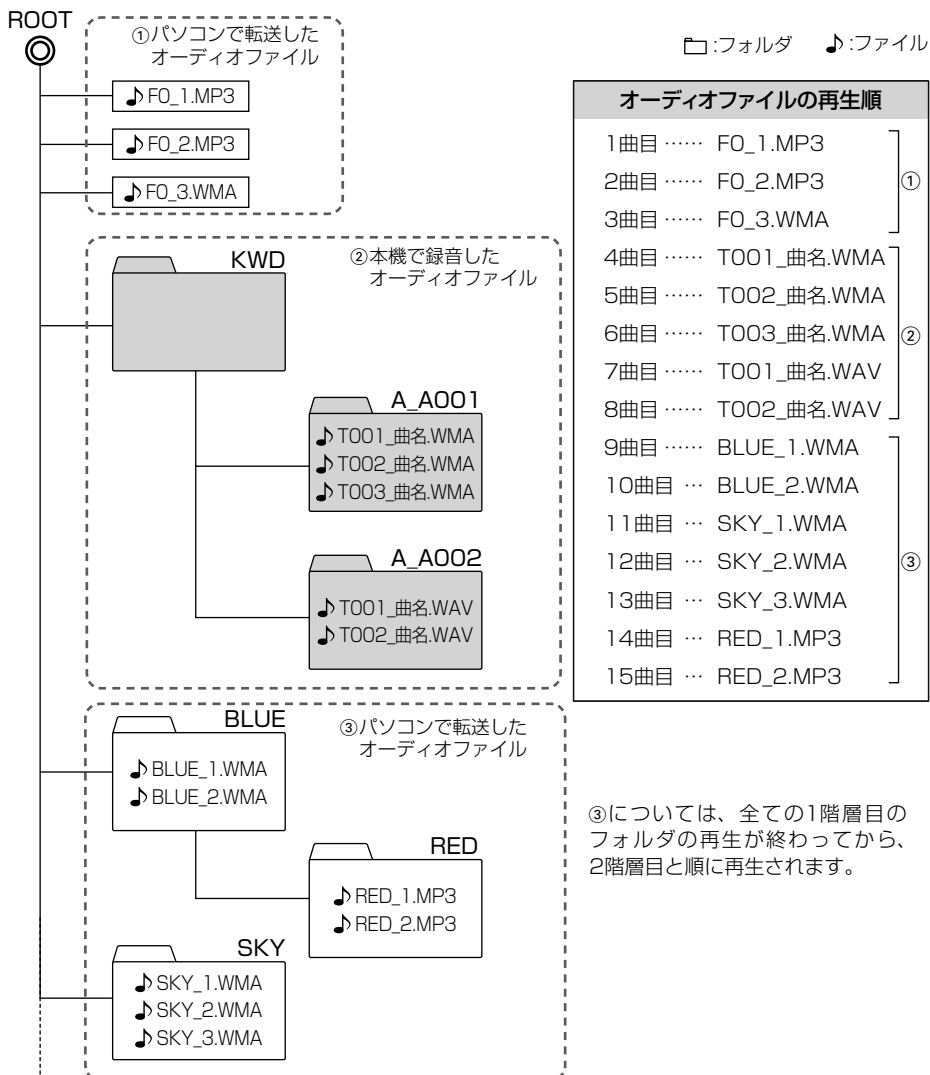 ROOT
①パソコンで転送した
オーディオファイル
F0_1.MP3
F0_2.MP3
F0_3.WMA
KWD
②本機で録音した
オーディオファイル
A_A001
T001_曲名.WMA
T002_曲名.WMA
T003_曲名.WMA
A_A002
T001_曲名.WAV
T002_曲名.WAV
BLUE
③パソコンで転送した
オーディオファイル
BLUE_1.WMA
BLUE_2.WMA
RED
RED_1.MP3
RED_2.MP3
SKY
SKY_1.WMA
SKY_2.WMA
SKY_3.WMA
:フォルダ :ファイル
オーディオファイルの再生順
1曲目 …… F0_1.MP3
2曲目 …… F0_2.MP3
①
3曲目 …… F0_3.WMA
4曲目 …… T001_曲名.WMA
5曲目 …… T002_曲名.WMA
6曲目 …… T003_曲名.WMA
②
7曲目 …… T001_曲名.WAV
8曲目 …… T002_曲名.WAV
9曲目 …… BLUE_1.WMA
10曲目 … BLUE_2.WMA
11曲目 … SKY_1.WMA
12曲目 … SKY_2.WMA
③
13曲目 … SKY_3.WMA
14曲目 … RED_1.MP3
15曲目 … RED_2.MP3
③については、全ての1階層目の
フォルダの再生が終わってから、
2階層目と順に再生されます。